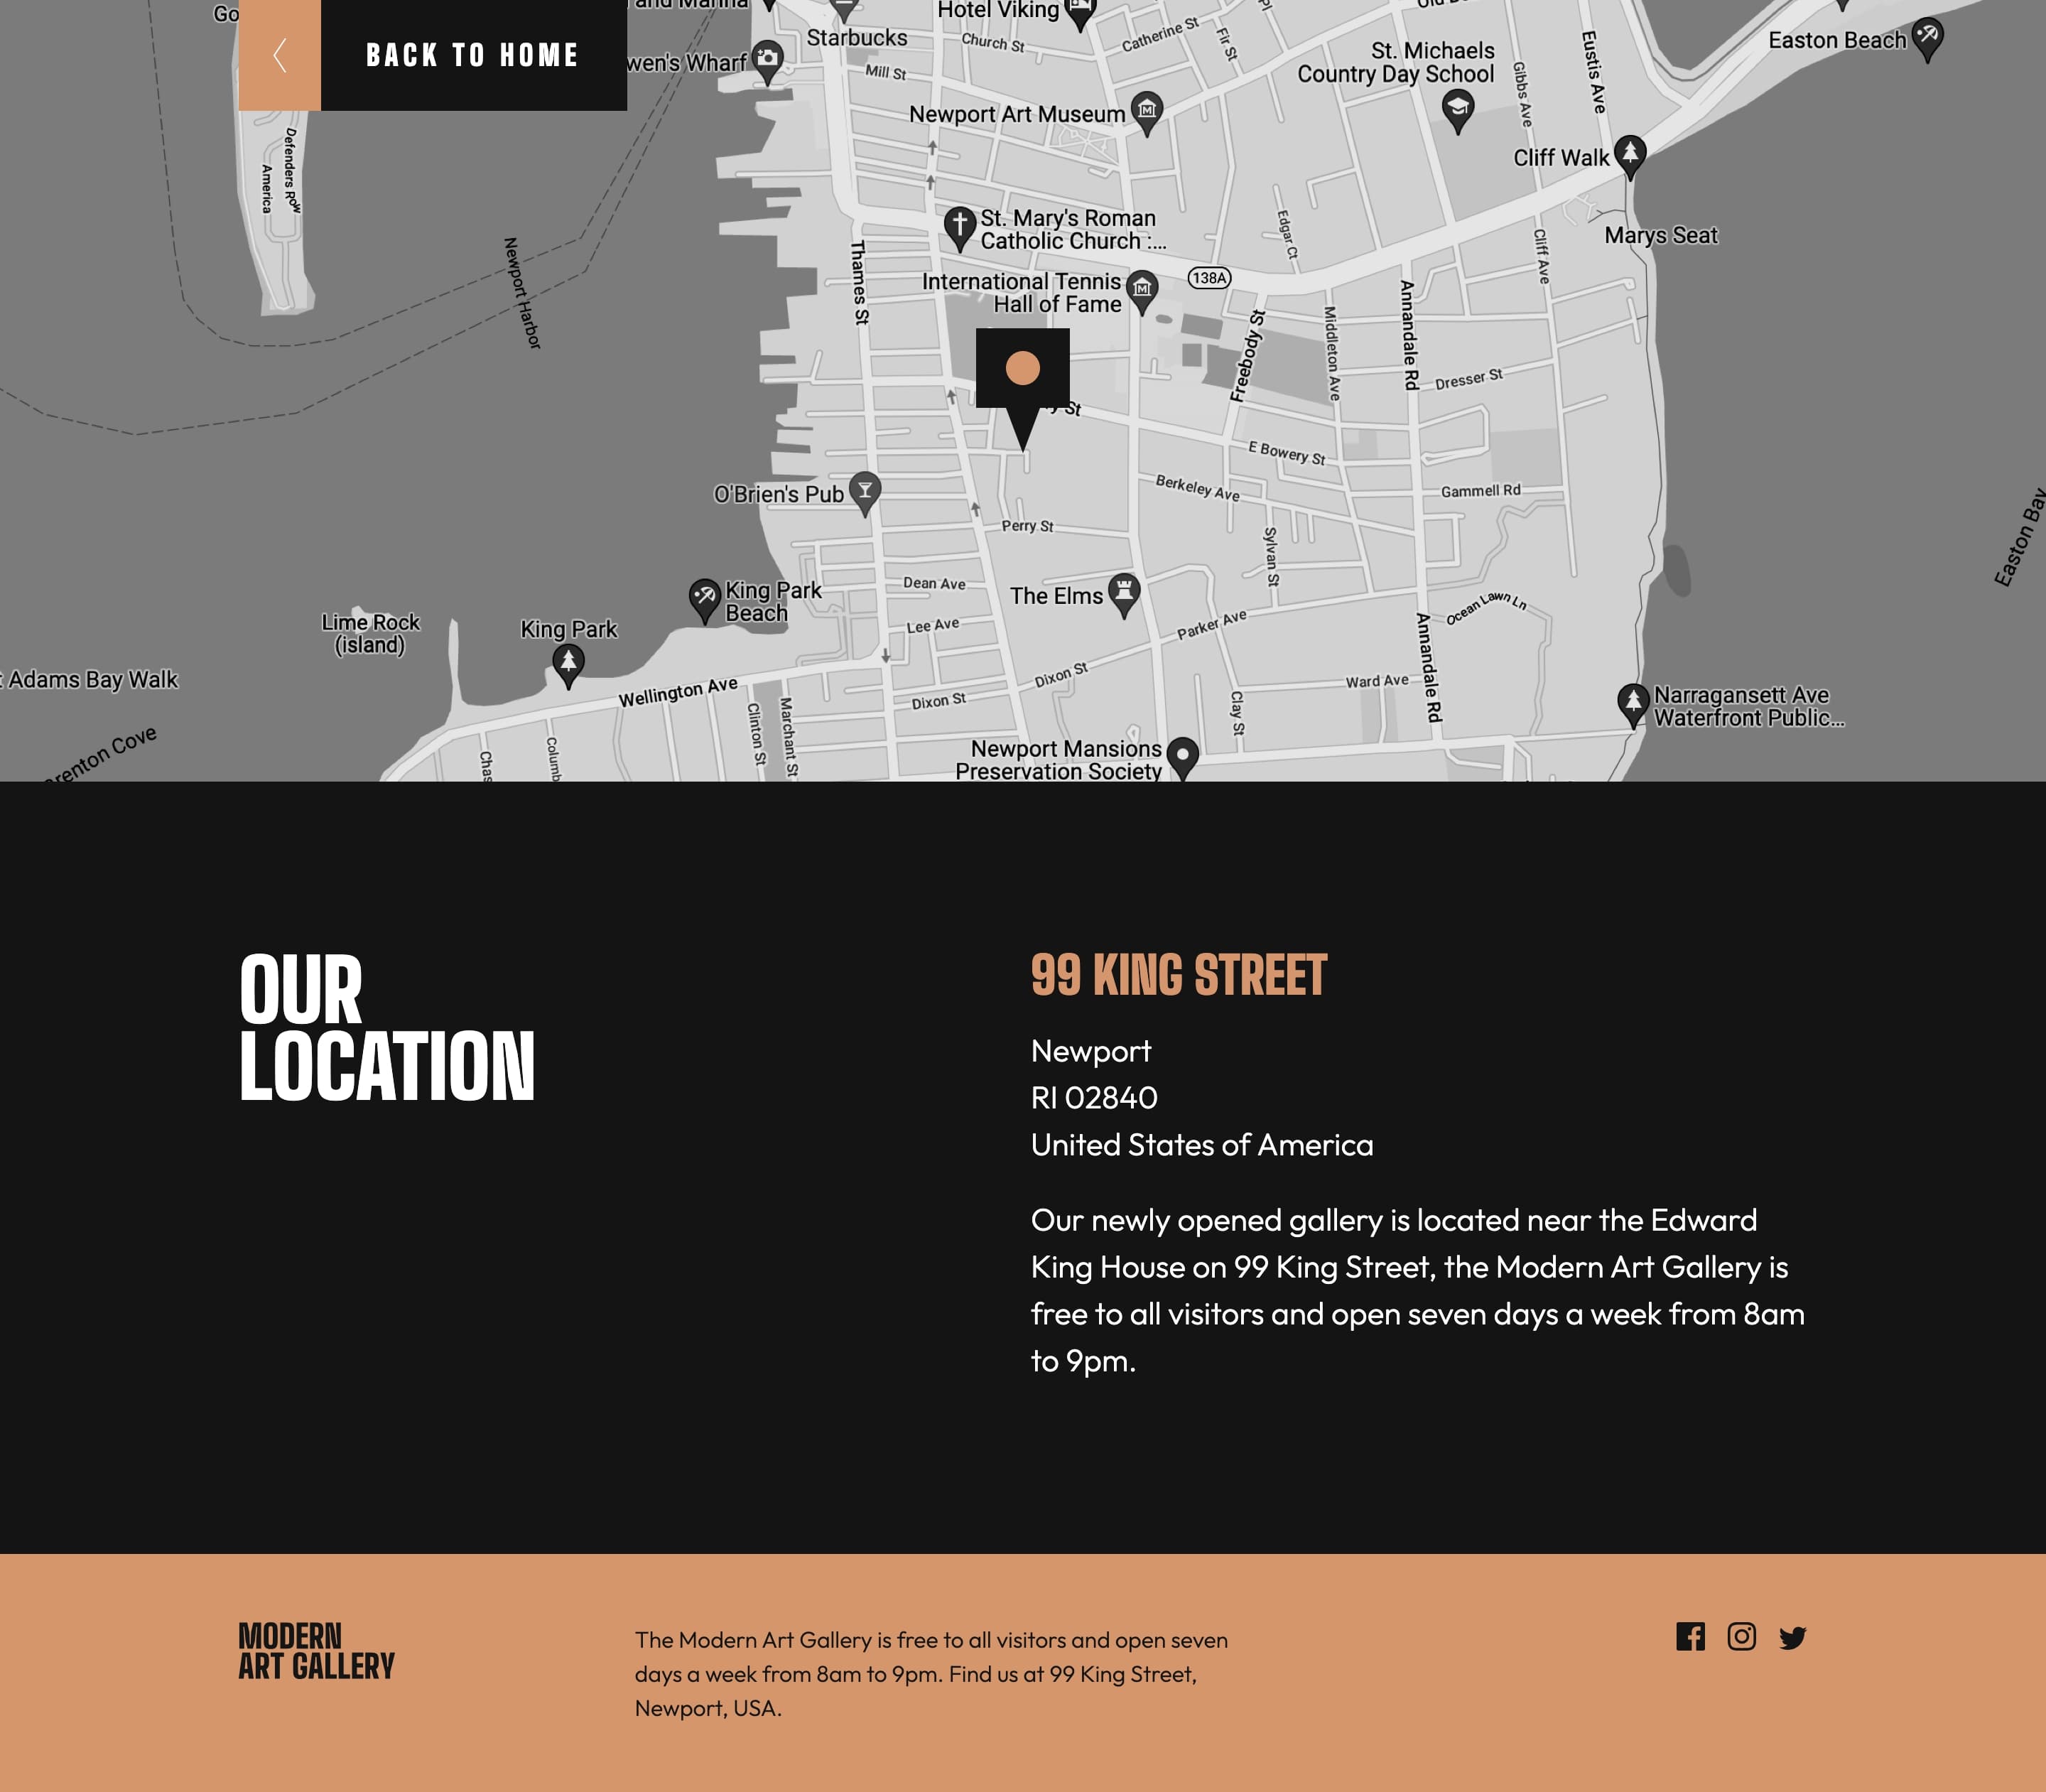 Go
and Marina
Hotel Viking
BACK TO HOME
Starbucks
wen's Wharf
Church St
Catherine St
Fir St
Pl
Mill St
St. Michaels
Country Day School
Gibbs Ave
Eustis Ave
Easton Beach
Newport Art Museum
Cliff Walk
Defenders Row
America
Newport Harbor
Thames St
St. Mary's Roman
Catholic Church :...
Edgar Ct
Cliff Ave
Marys Seat
International Tennis
Hall of Fame
138A
Freebody St
Middleton Ave
Annandale Rd
Dresser St
y St
E Bowery St
Berkeley Ave
Gammell Rd
O'Brien's Pub
Perry St
Sylvan St
Easton Bay
Dean Ave
The Elms
King Park
Beach
Lime Rock
(island)
King Park
Lee Ave
Parker Ave
Ocean Lawn Ln
Annandale Rd
Adams Bay Walk
Wellington Ave
Dixon St
Dixon St
Ward Ave
Clay St
Clinton St
Marchant St
Narragansett Ave
Waterfront Public...
renton Cove
Chas
Columb
Newport Mansions
Preservation Society
OUR
LOCATION
99 KING STREET
Newport
RI 02840
United States of America
Our newly opened gallery is located near the Edward
King House on 99 King Street, the Modern Art Gallery is
free to all visitors and open seven days a week from 8am
to 9pm.
MODERN
ART GALLERY
The Modern Art Gallery is free to all visitors and open seven
days a week from 8am to 9pm. Find us at 99 King Street,
Newport, USA.